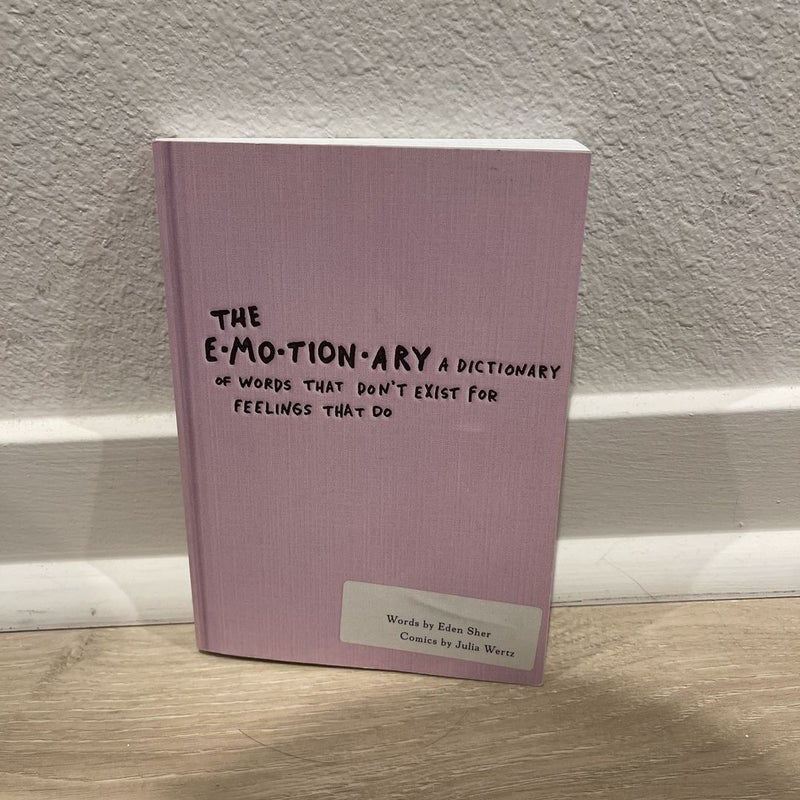 THE
E·MO·TION·ARY A DICTIONARY
OF WORDS THAT DON'T EXIST FOR
FEELINGS THAT DO
Words by Eden Sher
Comics by Julia Wertz